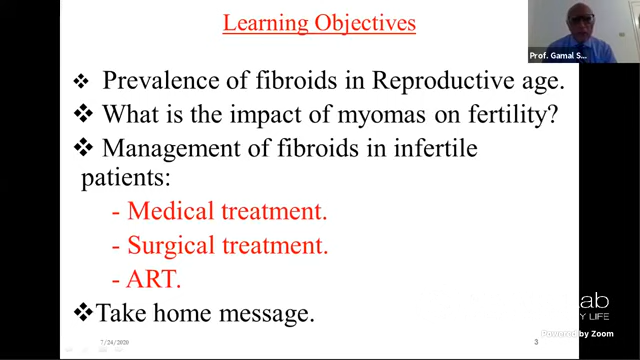 Learning Objectives
Prof. Gamal S...
❖ Prevalence of fibroids in Reproductive age.
❖ What is the impact of myomas on fertility?
❖ Management of fibroids in infertile
patients:
- Medical treatment.
- Surgical treatment.
- ART.
❖Take home message.
ab
Y LIFE
Powered by Zoom
7/24/2020
3